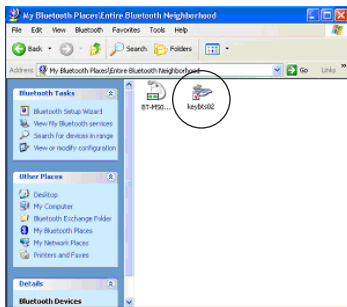 My Bluetooth Places\Entire Bluetooth Neighborhood
File Edit View Bluetooth Favorites Tools Help
Back Search Folders
Address My Bluetooth Places\Entire Bluetooth Neighborhood Go Links »
Bluetooth Tasks
Bluetooth Setup Wizard
View My Bluetooth services
Search for devices in range
View or modify configuration
Other Places
Desktop
My Computer
Bluetooth Exchange Folder
My Bluetooth Places
My Network Places
Printers and Faxes
Details
Bluetooth Devices
BT-MS0... keybts02